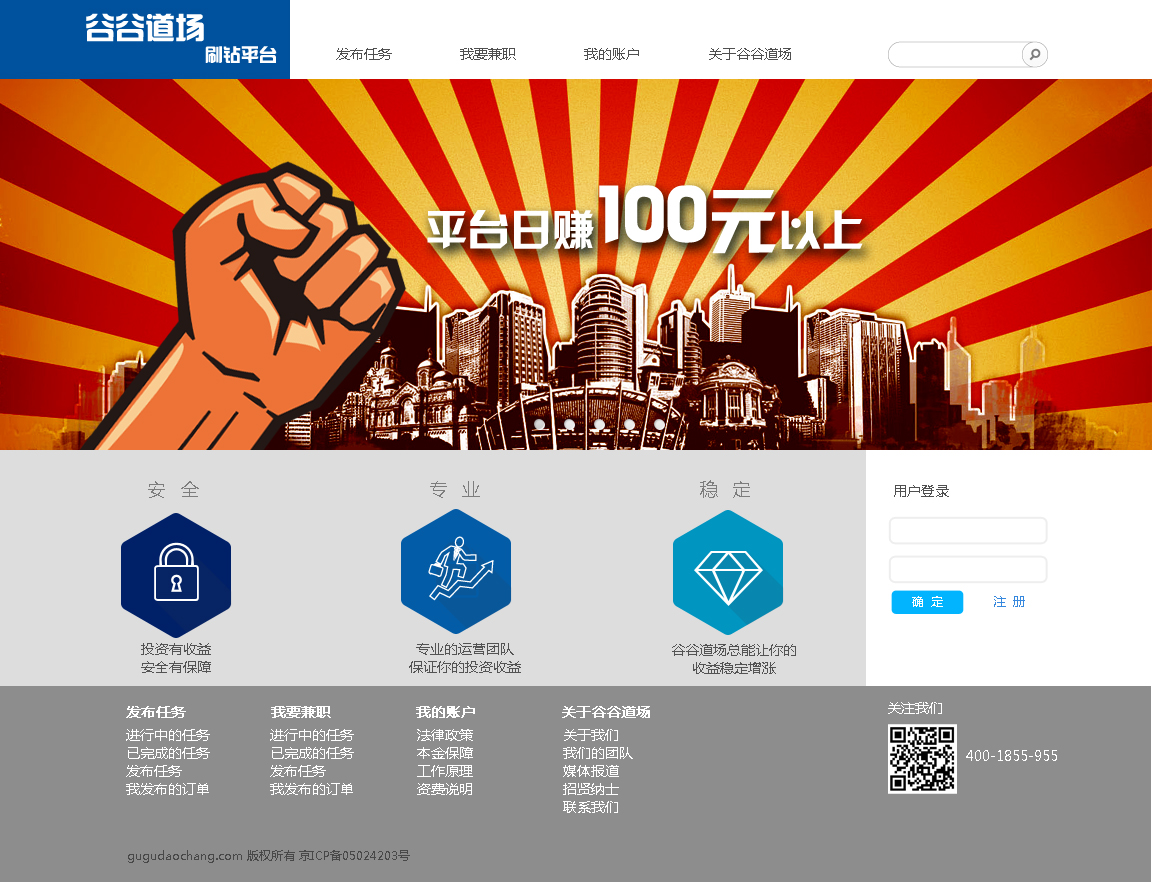 谷谷道场
刷钻平台
发布任务 我要兼职 我的账户 关于谷谷道场
平台日赚100元以上
安 全
专 业
稳 定
投资有收益
安全有保障
专业的运营团队
保证你的投资收益
谷谷道场总能让你的
收益稳定增涨
用户登录
确 定 注 册
发布任务
进行中的任务
已完成的任务
发布任务
我发布的订单
我要兼职
进行中的任务
已完成的任务
发布任务
我发布的订单
我的账户
法律政策
本金保障
工作原理
资费说明
关于谷谷道场
关于我们
我们的团队
媒体报道
招贤纳士
联系我们
关注我们
400-1855-955
gugudaochang.com 版权所有 京ICP备05024203号